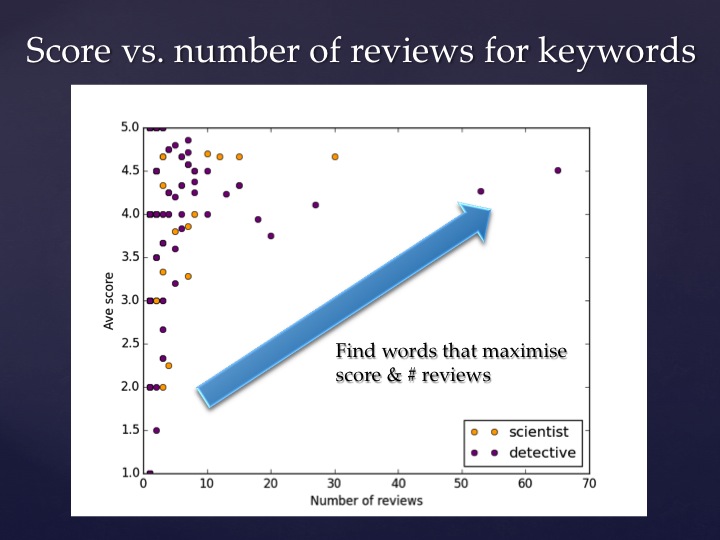 Score vs. number of reviews for keywords
5.0
4.5
4.0
3.5
3.0
2.5
2.0
1.5
1.0
Ave score
Find words that maximise
score & # reviews
scientist
detective
0 10 20 30 40 50 60 70
Number of reviews